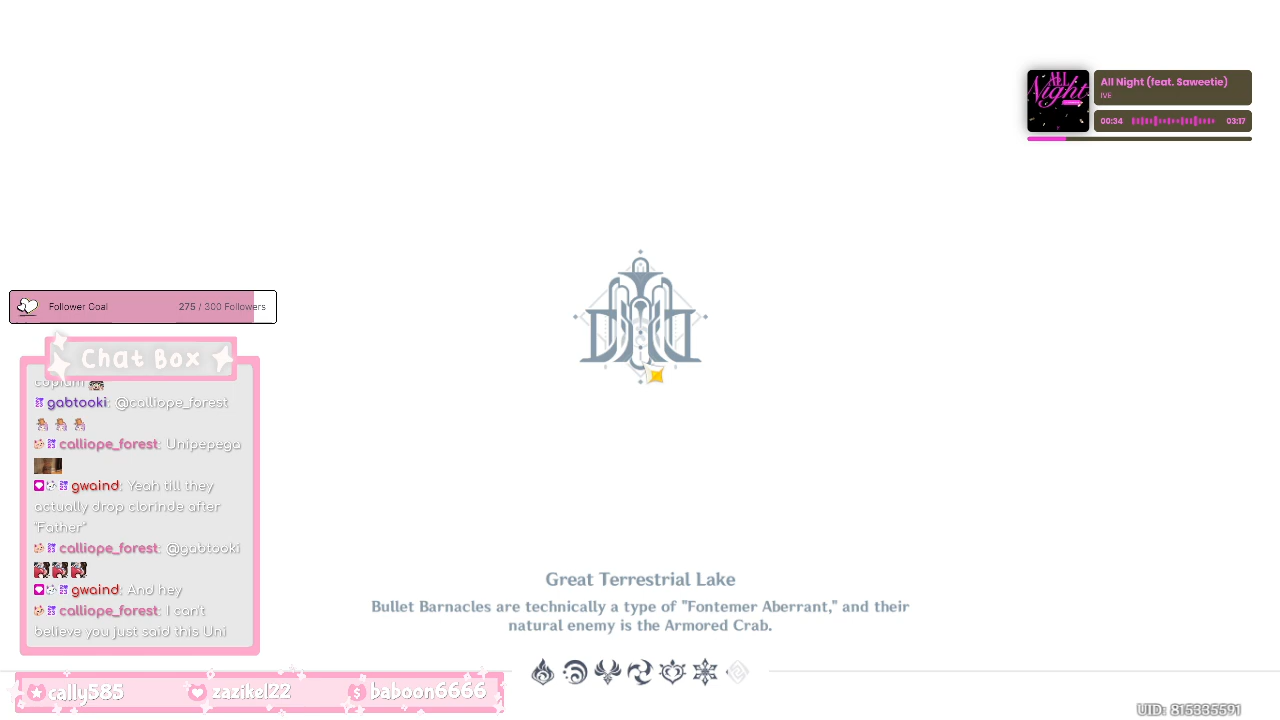 All Night (feat. Saweetie)
IVE
00:34
03:17
ALL
Night
Follower Goal
275 / 300 Followers
Chat Box
copium
gabtooki: @calliope_forest
calliope_forest: Unipepega
gwaind: Yeah till they
actually drop clorinde after
"Father"
calliope_forest: @gabtooki
gwaind: And hey
calliope_forest: I can't
believe you just said this Uni
Great Terrestrial Lake
Bullet Barnacles are technically a type of "Fontemer Aberrant," and their
natural enemy is the Armored Crab.
cally585
zazikel22
baboon6666
UID: 815335591